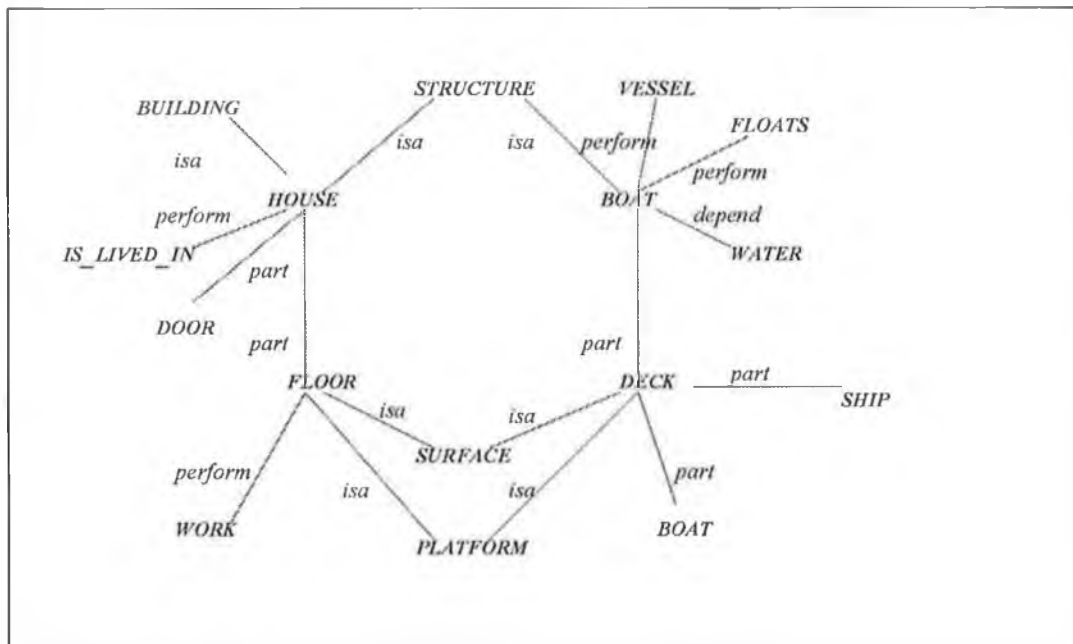 STRUCTURE VESSEL
BUILDING
FLOATS
isa isa isa perform
perform
HOUSE BOAT
perform depend
IS_LIVED_IN WATER
part
DOOR
part part
FLOOR DECK part
SHIP
isa isa
SURFACE
perform isa isa part
WORK BOAT
PLATFORM